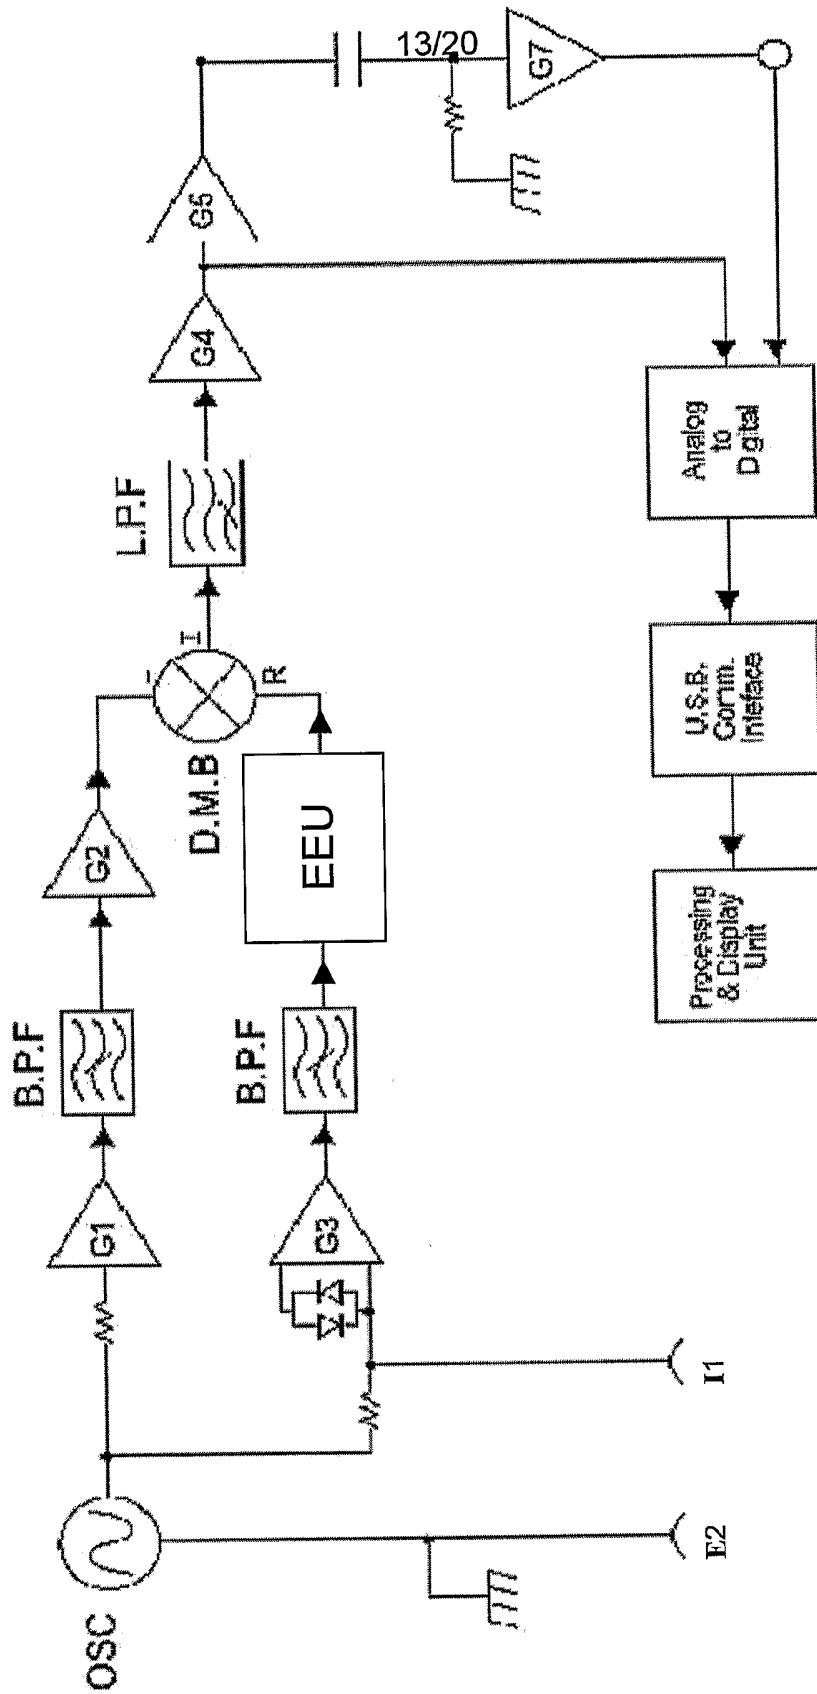 13/20
G7
G5
G4
L.P.F
I
R
D.M.B
G2
EEU
B.P.F
B.P.F
G1
G3
OSC
I1
E2
Analog
to
Dgital
U.S.B.
Comm.
Inteface
Processing
& Display
Unit